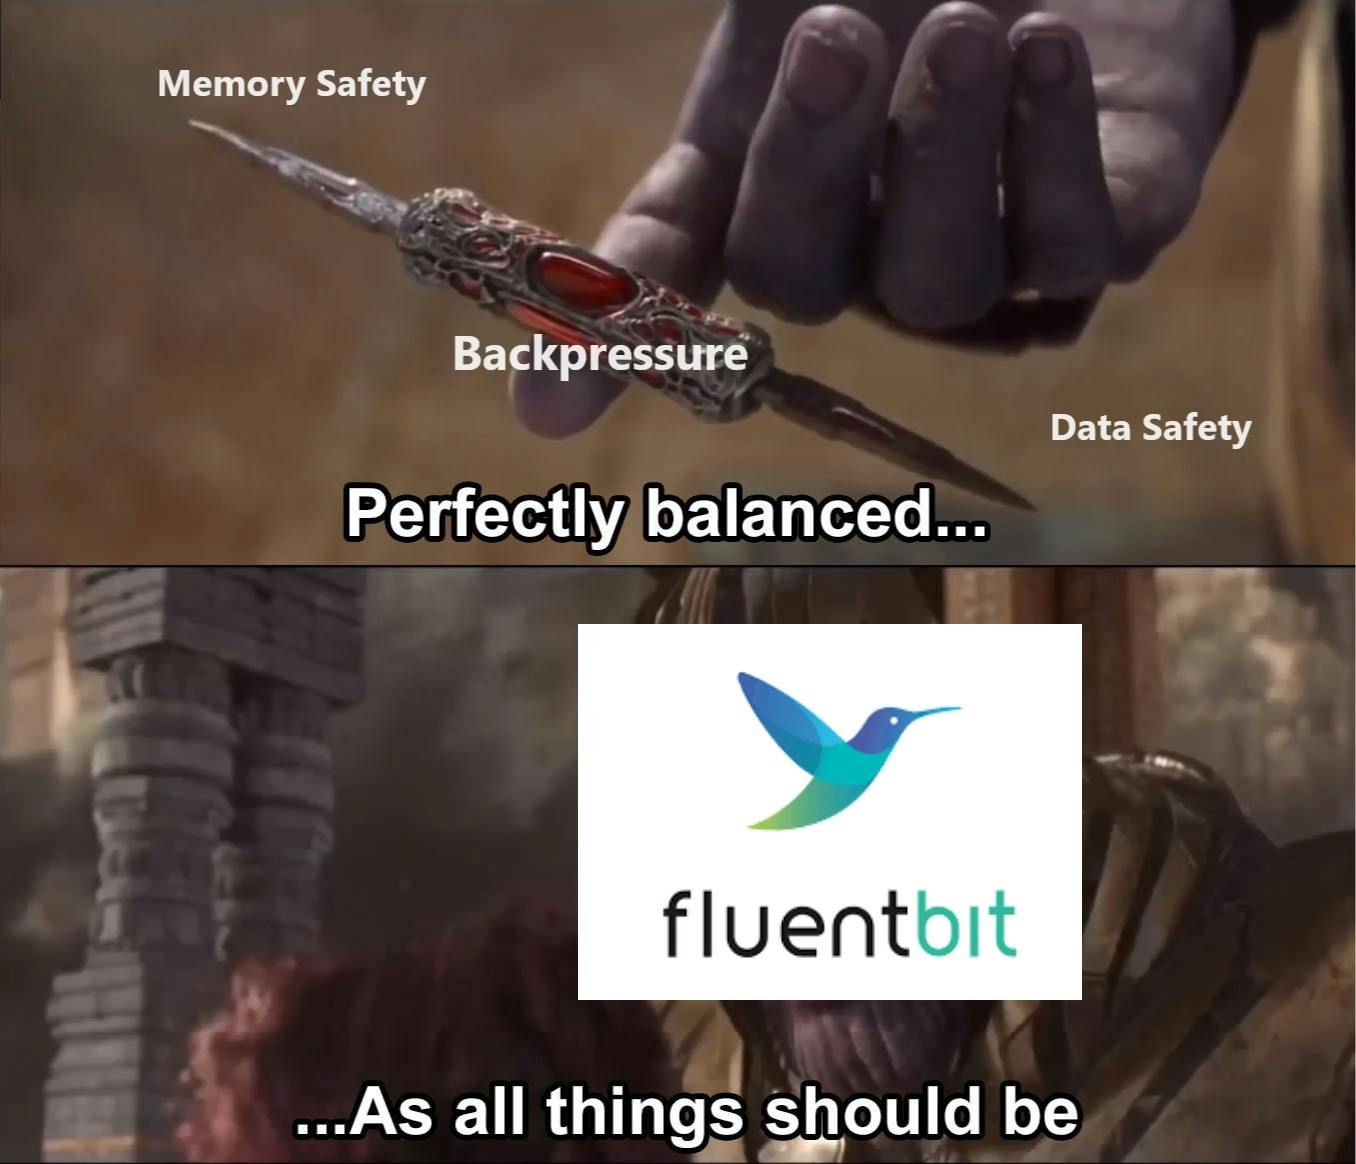 Memory Safety
Backpressure
Data Safety
Perfectly balanced...
fluentbit
...As all things should be